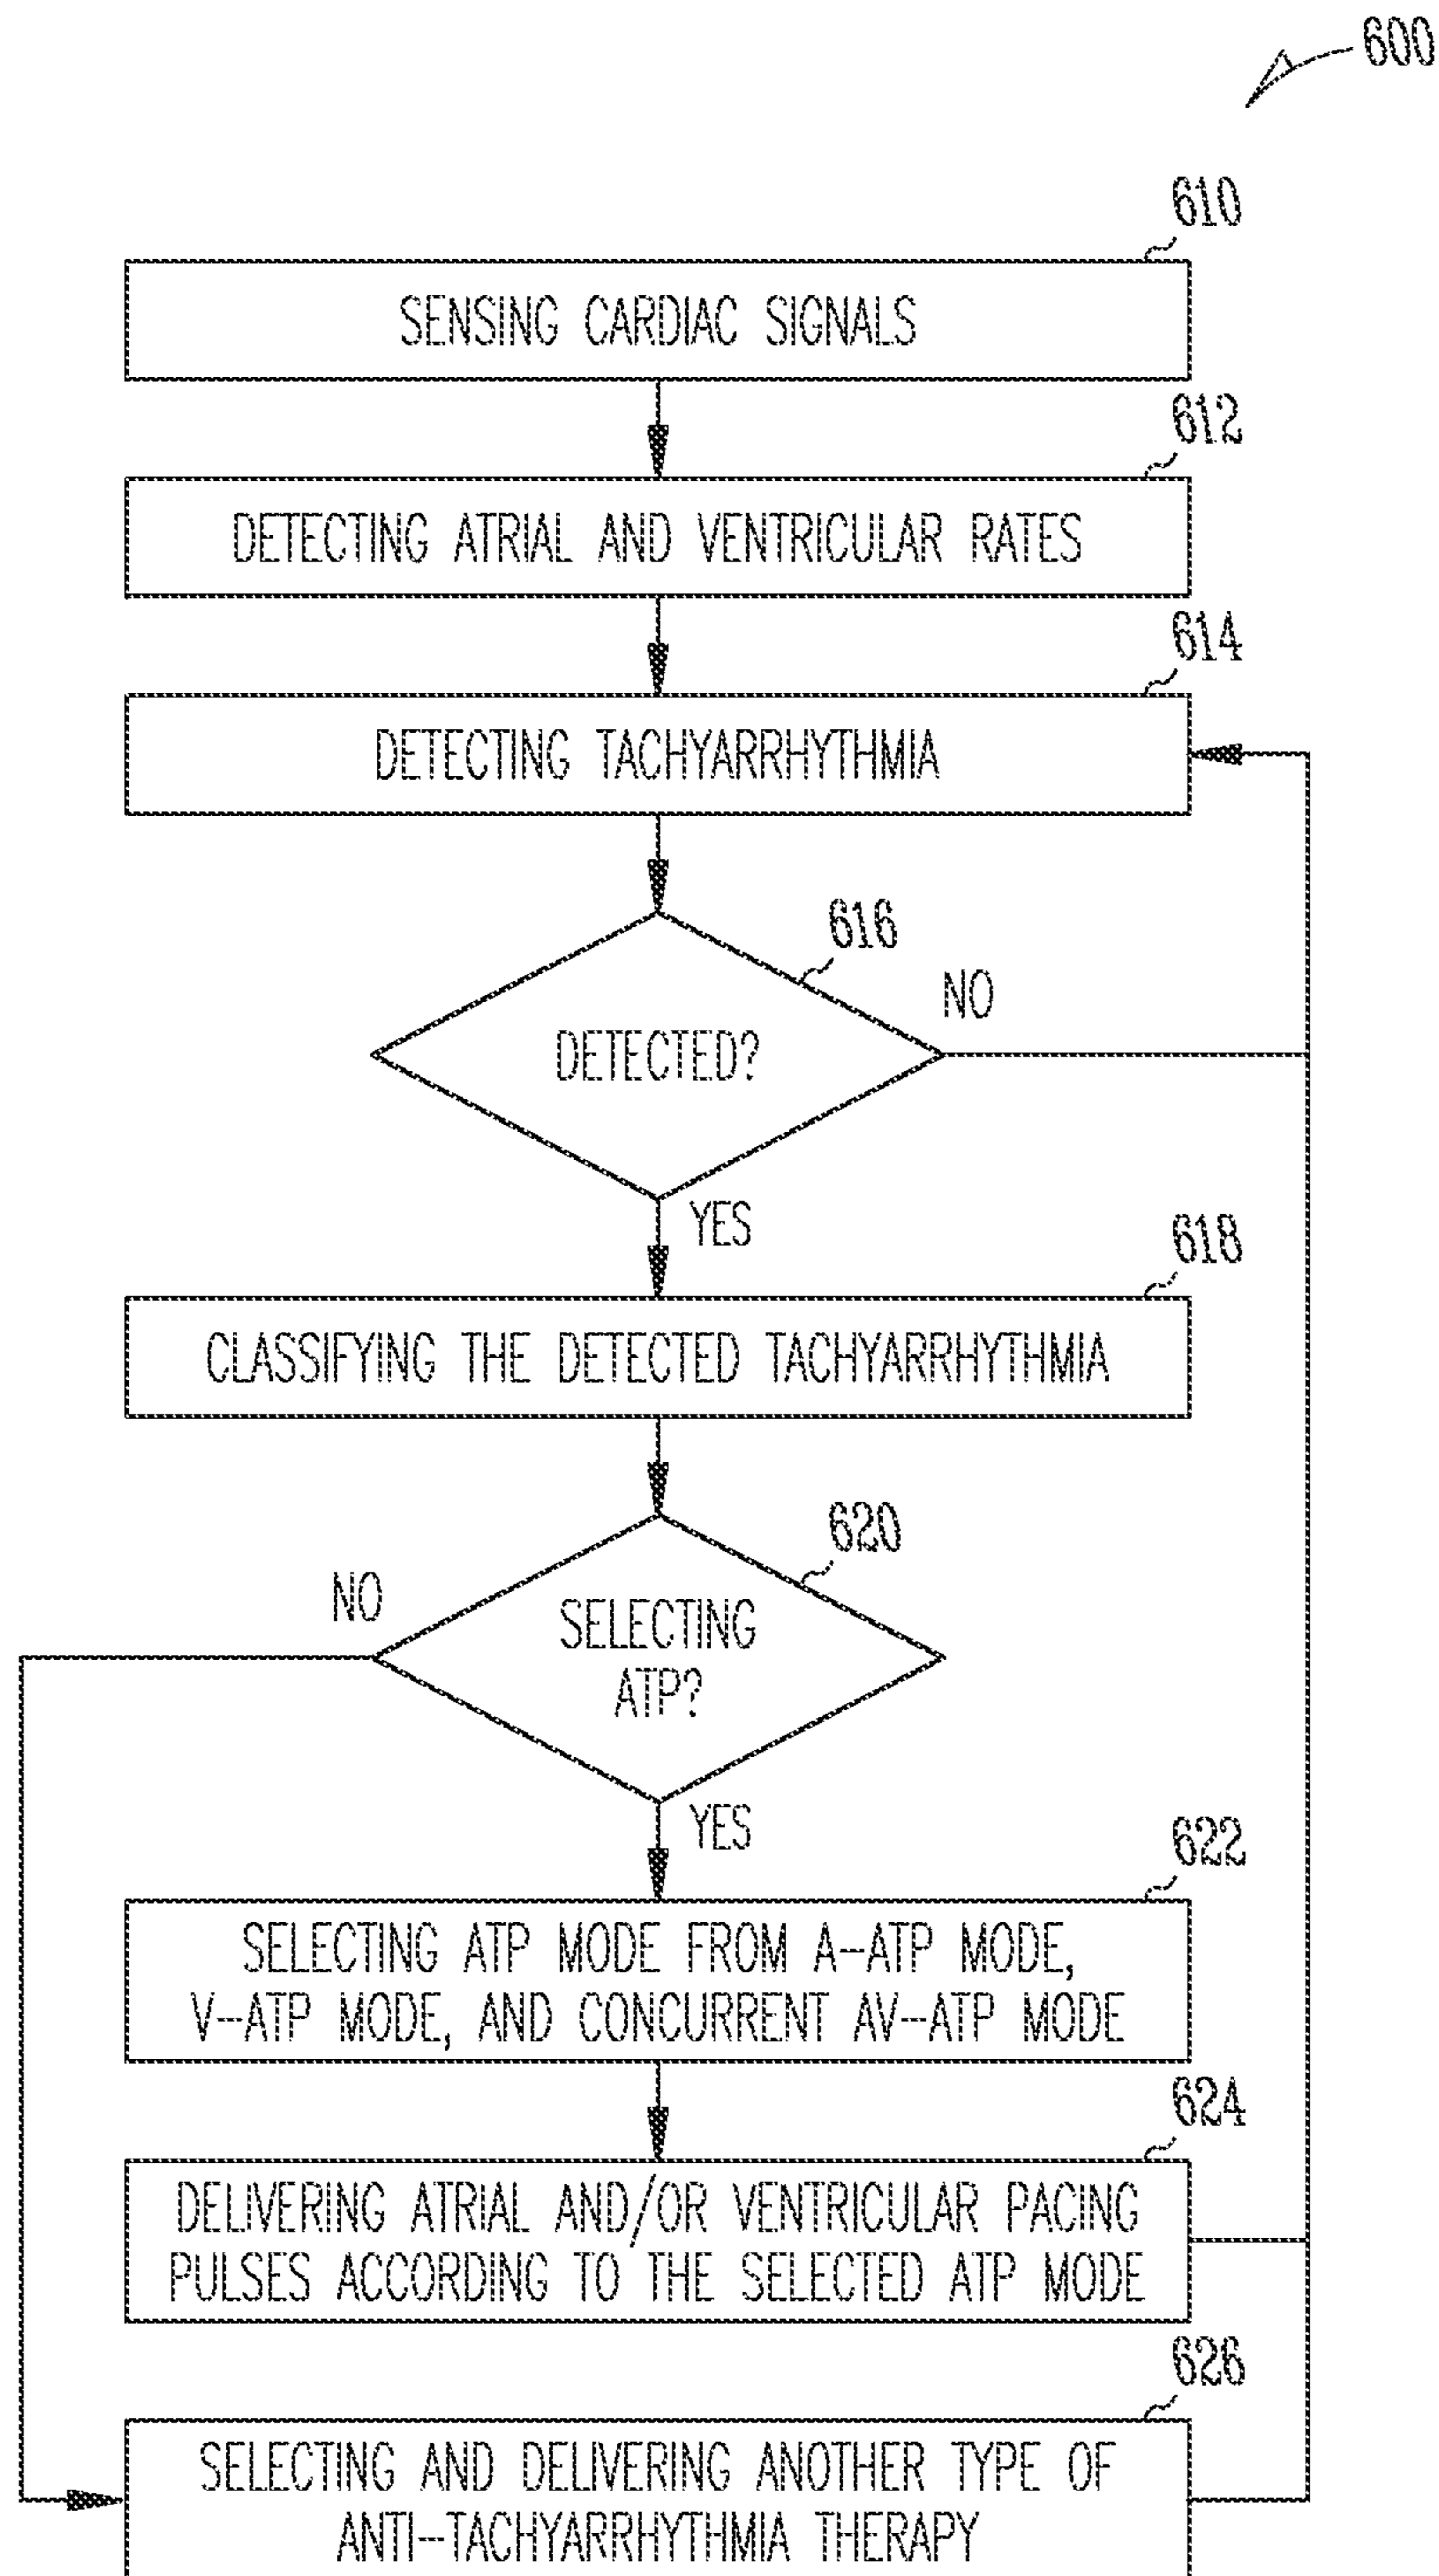 600
610
SENSING CARDIAC SIGNALS
612
DETECTING ATRIAL AND VENTRICULAR RATES
614
DETECTING TACHYARRHYTHMIA
616
NO
DETECTED?
YES
618
CLASSIFYING THE DETECTED TACHYARRHYTHMIA
620
NO
SELECTING
ATP?
YES
622
SELECTING ATP MODE FROM A--ATP MODE,
V--ATP MODE, AND CONCURRENT AV--ATP MODE
624
DELIVERING ATRIAL AND/OR VENTRICULAR PACING
PULSES ACCORDING TO THE SELECTED ATP MODE
626
SELECTING AND DELIVERING ANOTHER TYPE OF
ANTI--TACHYARRHYTHMIA THERAPY